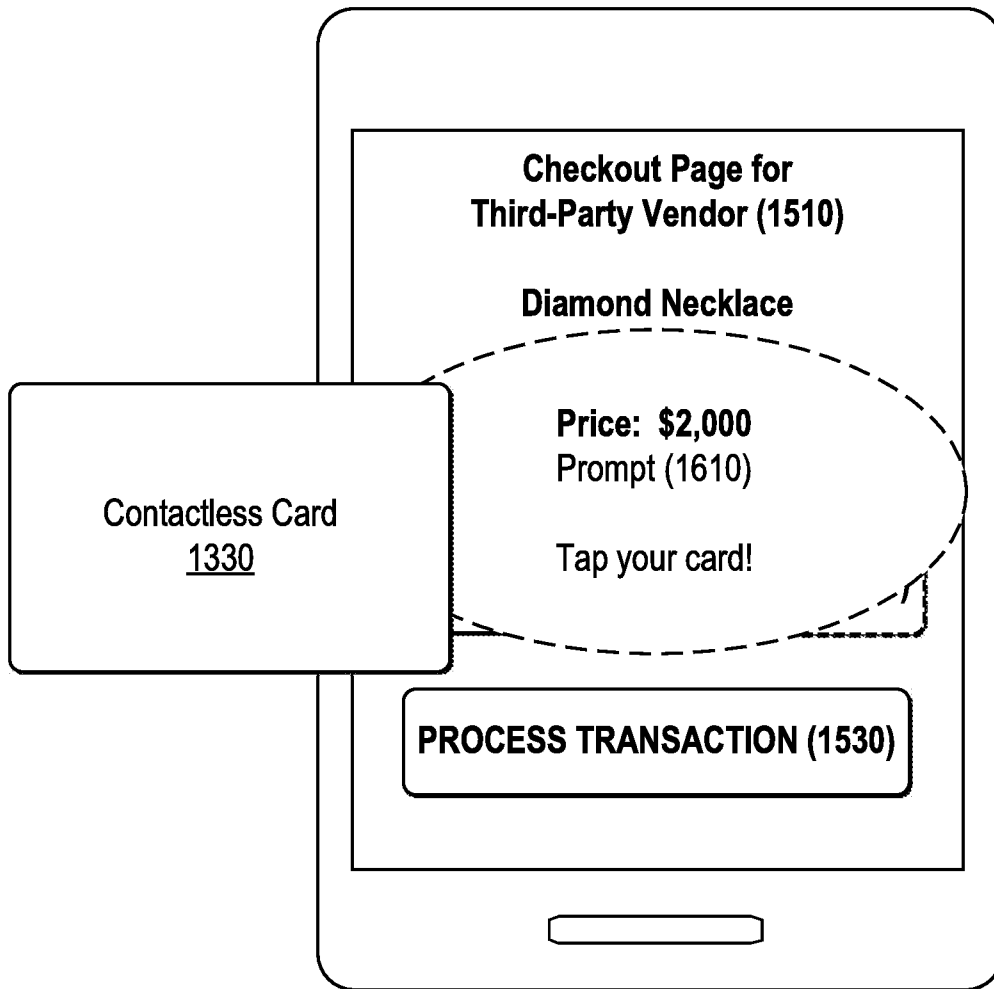 Checkout Page for
Third-Party Vendor (1510)
Diamond Necklace
Price: $2,000
Prompt (1610)
Tap your card!
Contactless Card
1330
PROCESS TRANSACTION (1530)